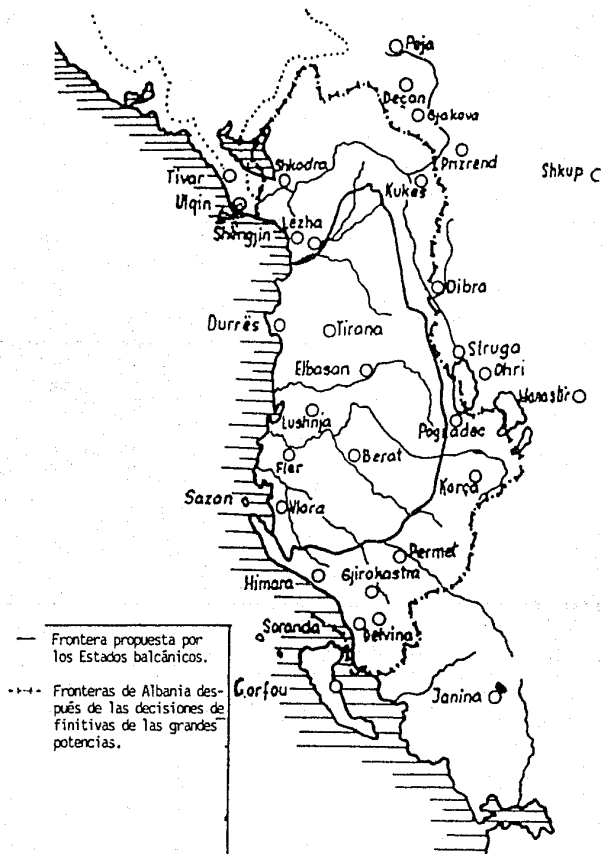 Peja
Deçan
Gjakova
Prizrend
Shkup
Tivar
Shkodra
Kukes
Ulqin
Shëngjin
Lezha
Dibra
Durrës
Tirana
Struga
Elbasan
Ohri
Manastir
Lushnja
Pogradec
Fier
Berat
Korça
Sazan
Vlora
Permet
Himara
Gjirokastra
Saranda
Delvina
Corfou
Janina
Frontera propuesta por
los Estados balcánicos.
Fronteras de Albania des-
pués de las decisiones de
finitivas de las grandes
potencias.